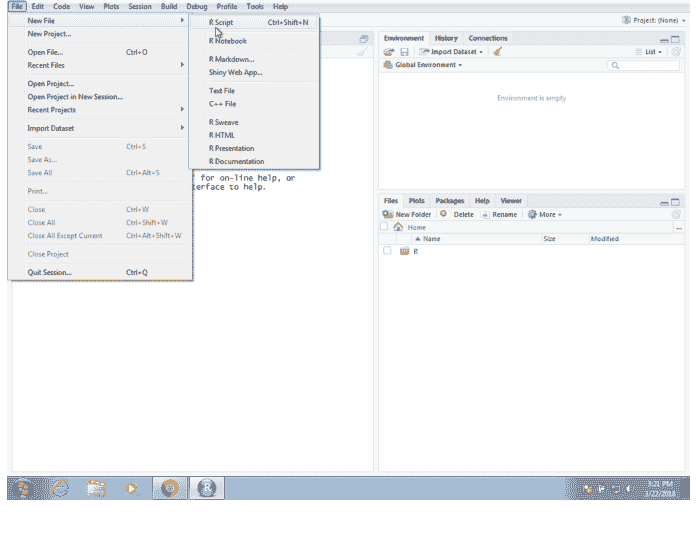 File Edit Code View Plots Session Build Debug Profile Tools Help
Project: (None)
New File
New Project...
Open File... Ctrl+O
Recent Files
Open Project...
Open Project in New Session...
Recent Projects
Import Dataset
Save Ctrl+S
Save As...
Save All Ctrl+Alt+S
Print...
Close Ctrl+W
Close All Ctrl+Shift+W
Close All Except Current Ctrl+Alt+Shift+W
Close Project
Quit Session... Ctrl+Q
R Script Ctrl+Shift+N
R Notebook
R Markdown...
Shiny Web App...
Text File
C++ File
R Sweave
R HTML
R Presentation
R Documentation
for on-line help, or
terface to help.
Environment History Connections
Import Dataset List
Global Environment
Environment is empty
Files Plots Packages Help Viewer
New Folder Delete Rename More
Home
Name Size Modified
R
3:21 PM
3/22/2018